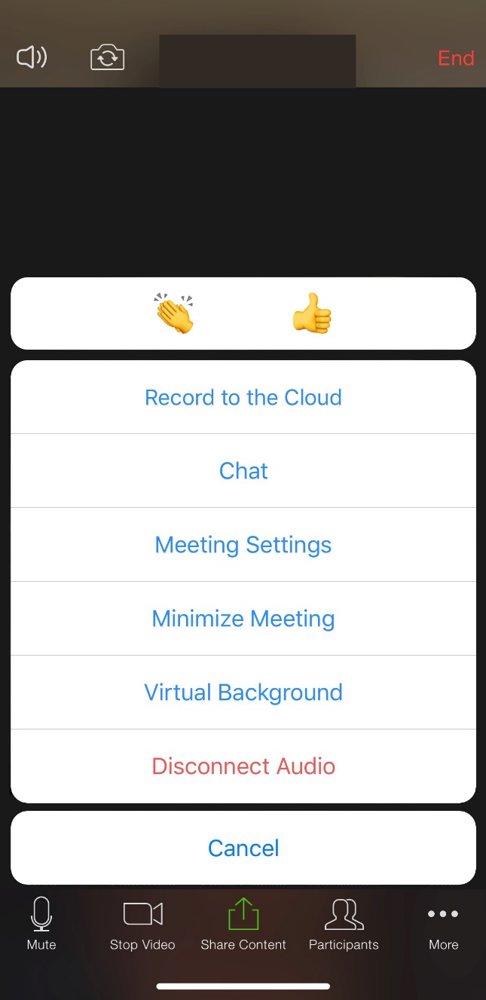 End
Record to the Cloud
Chat
Meeting Settings
Minimize Meeting
Virtual Background
Disconnect Audio
Cancel
Mute Stop Video Share Content Participants More